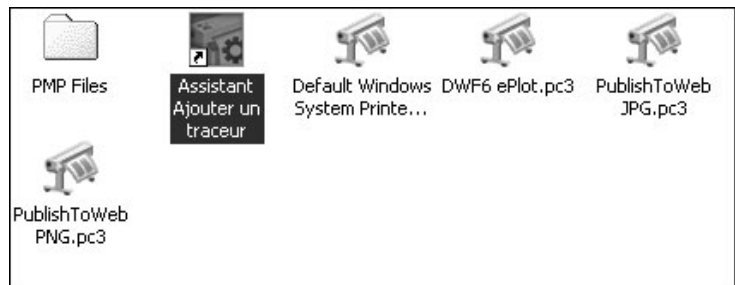 PMP Files
Assistant
Ajouter un
traceur
Default Windows
System Printe...
DWF6 ePlot.pc3
PublishToWeb
JPG.pc3
PublishToWeb
PNG.pc3